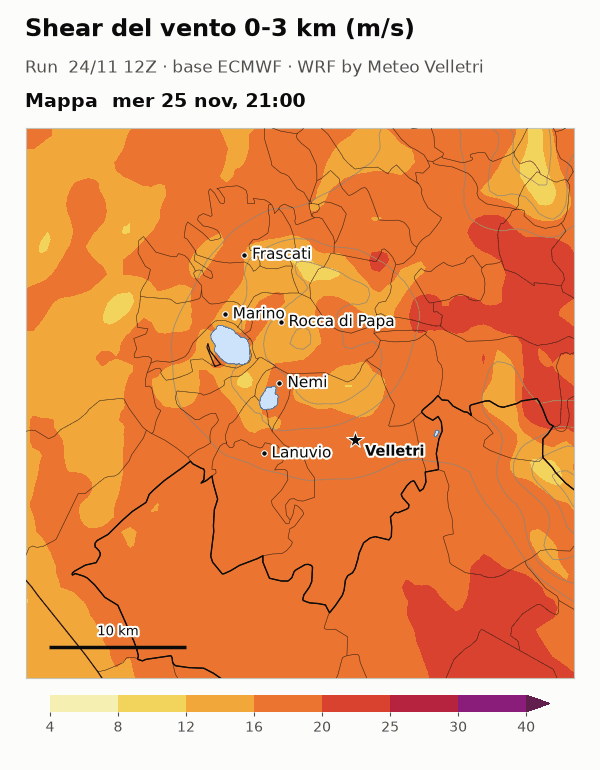 Shear del vento 0-3 km (m/s)
Run  24/11 12Z · base ECMWF · WRF by Meteo Velletri
Mappa  mer 25 nov, 21:00
Frascati
Marino
Rocca di Papa
Nemi
Velletri
Lanuvio
10 km
4 8 12 16 20 25 30 40